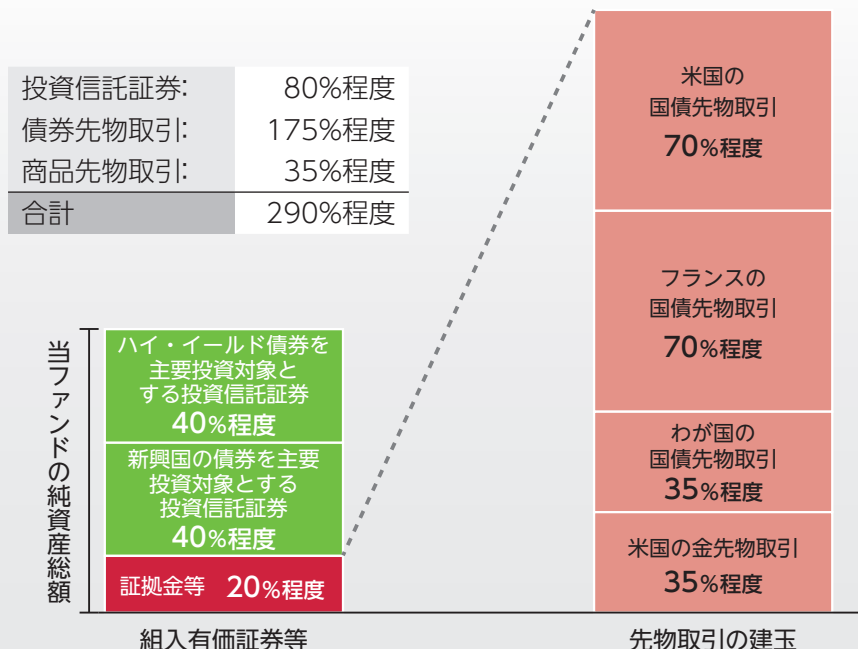 投資信託証券: 80%程度
債券先物取引: 175%程度
商品先物取引: 35%程度
合計 290%程度
当ファンドの純資産総額
ハイ・イールド債券を
主要投資対象と
する投資信託証券
40%程度
新興国の債券を主要
投資対象とする
投資信託証券
40%程度
証拠金等 20%程度
組入有価証券等
米国の
国債先物取引
70%程度
フランスの
国債先物取引
70%程度
わが国の
国債先物取引
35%程度
米国の金先物取引
35%程度
先物取引の建玉